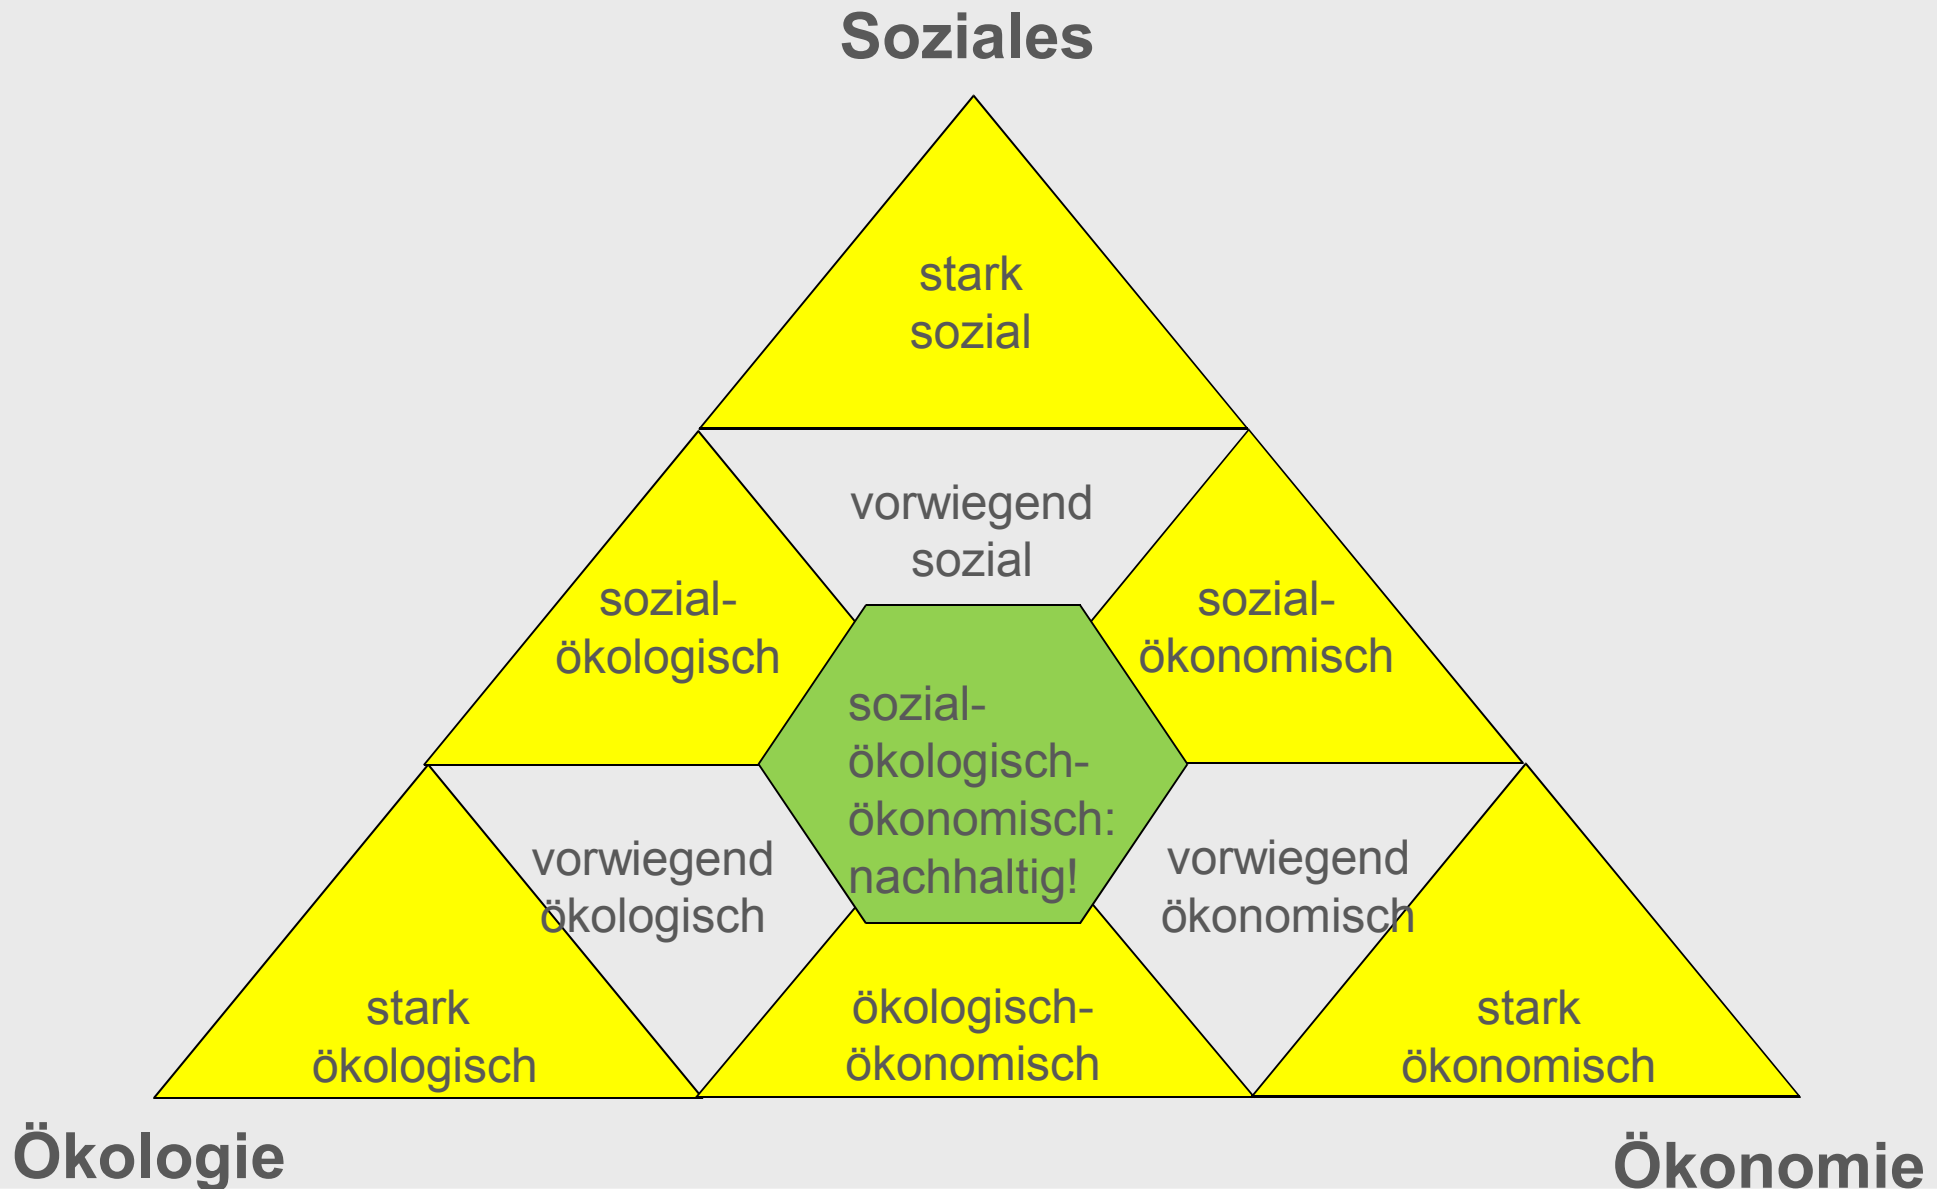 Soziales
stark
sozial
vorwiegend
sozial
sozial-
ökologisch
sozial-
ökonomisch
sozial-
ökologisch-
ökonomisch:
nachhaltig!
vorwiegend
ökologisch
vorwiegend
ökonomisch
stark
ökologisch
ökologisch-
ökonomisch
stark
ökonomisch
Ökologie
Ökonomie